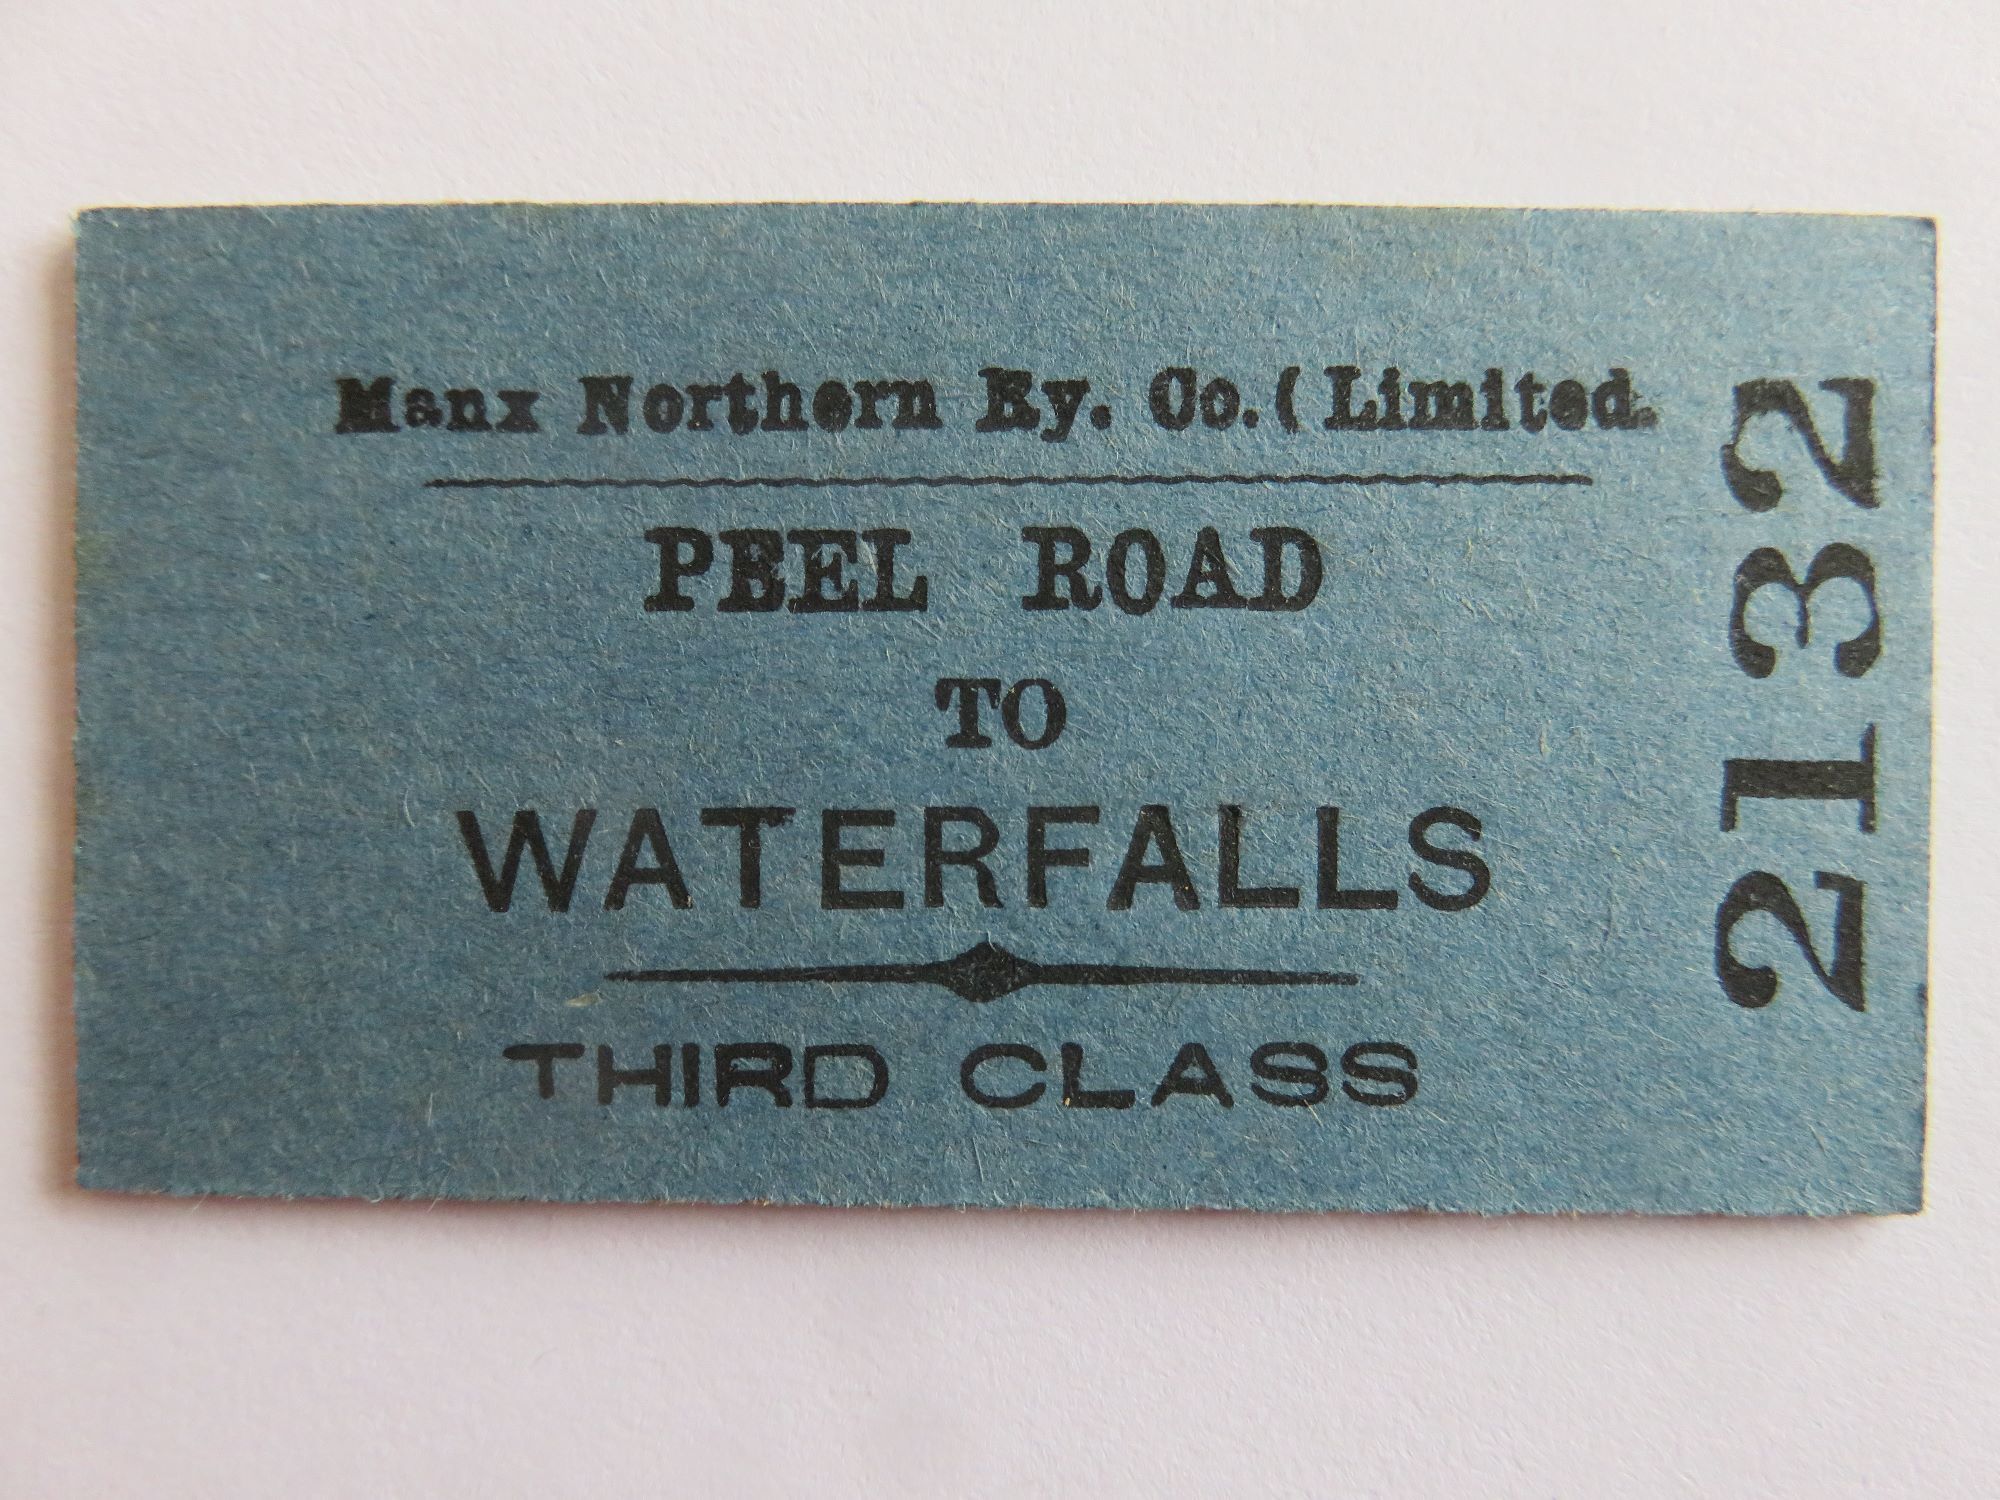 Manx Northern Ry. Co. (Limited.
PEEL ROAD
TO
WATERFALLS
THIRD CLASS
2132